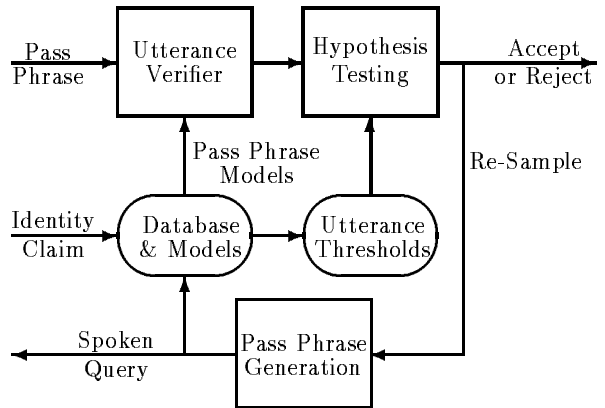 Pass
Phrase
Utterance
Verifier
Hypothesis
Testing
Accept
or Reject
Pass Phrase
Models
Re-Sample
Identity
Claim
Database
& Models
Utterance
Thresholds
Spoken
Query
Pass Phrase
Generation